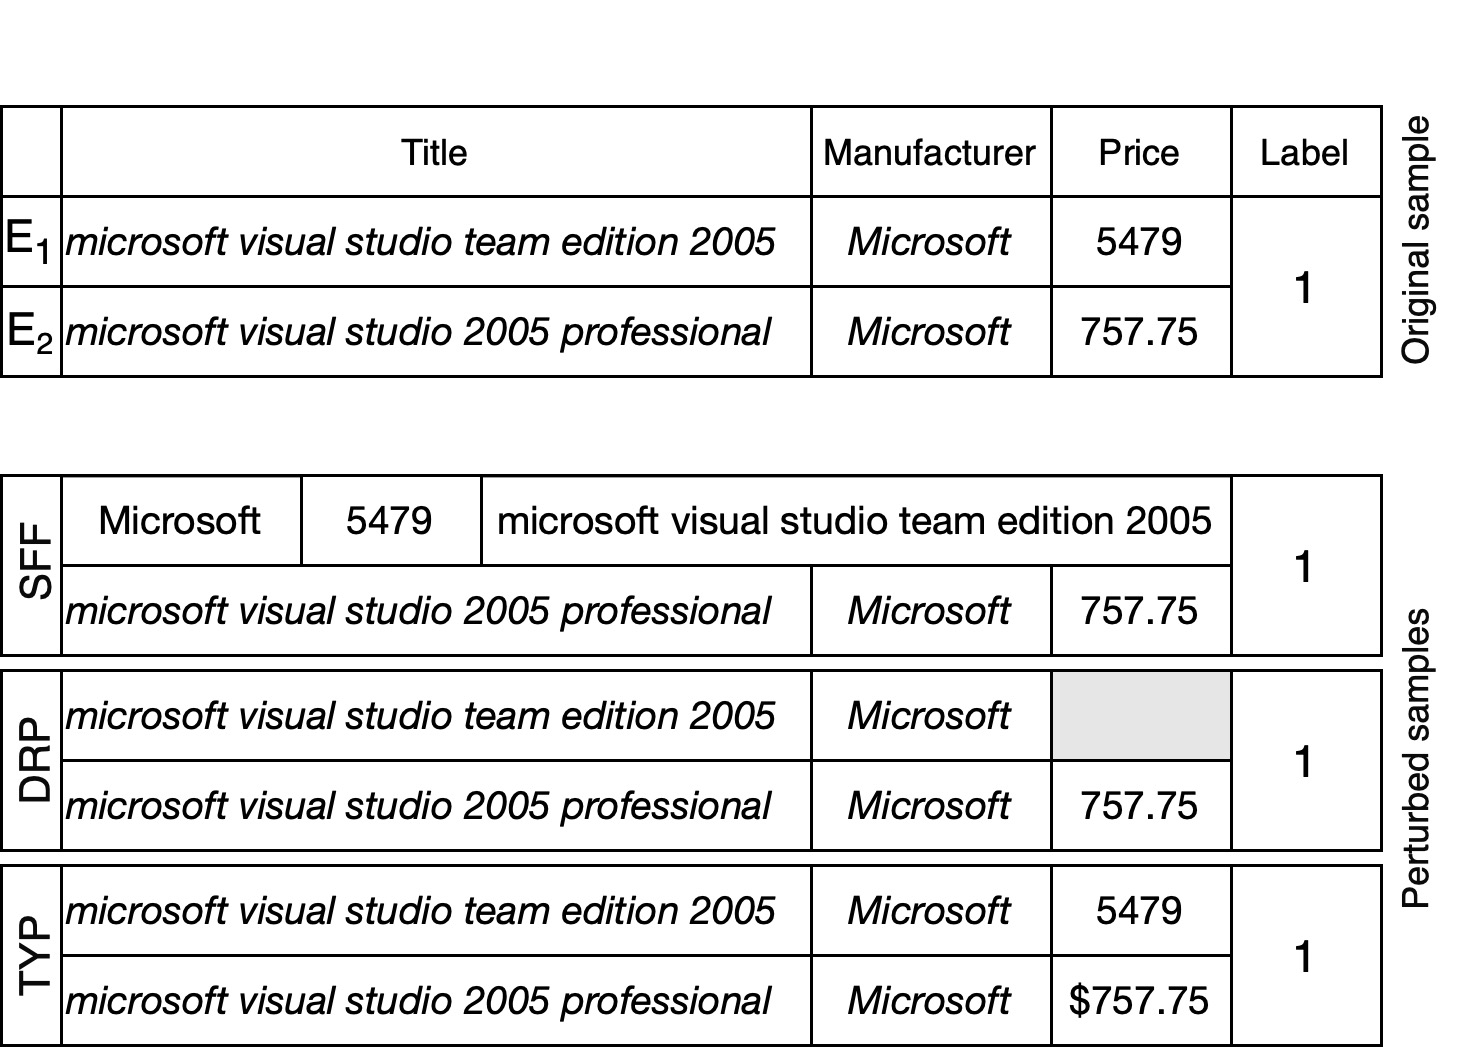 Title Manufacturer Price Label
E1 microsoft visual studio team edition 2005 Microsoft 5479 1
E2 microsoft visual studio 2005 professional Microsoft 757.75
Original sample
SFF Microsoft 5479 microsoft visual studio team edition 2005 1
microsoft visual studio 2005 professional Microsoft 757.75
DRP microsoft visual studio team edition 2005 Microsoft 1
microsoft visual studio 2005 professional Microsoft 757.75
TYP microsoft visual studio team edition 2005 Microsoft 5479 1
microsoft visual studio 2005 professional Microsoft $757.75
Perturbed samples